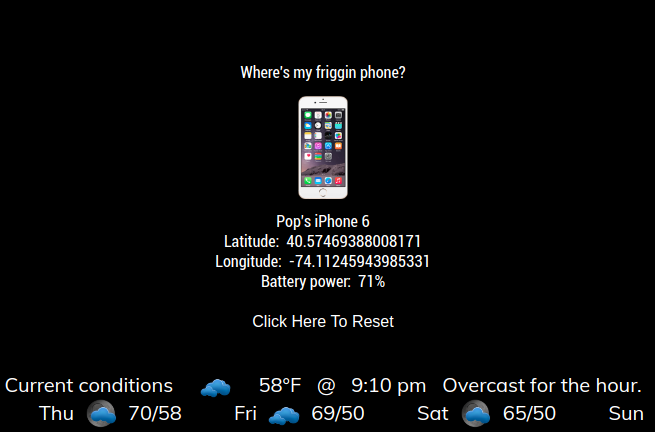 Where's my friggin phone?
Pop's iPhone 6
Latitude: 40.57469388008171
Longitude: -74.11245943985331
Battery power: 71%
Click Here To Reset
Current conditions 58°F @ 9:10 pm Overcast for the hour.
Thu 70/58 Fri 69/50 Sat 65/50 Sun